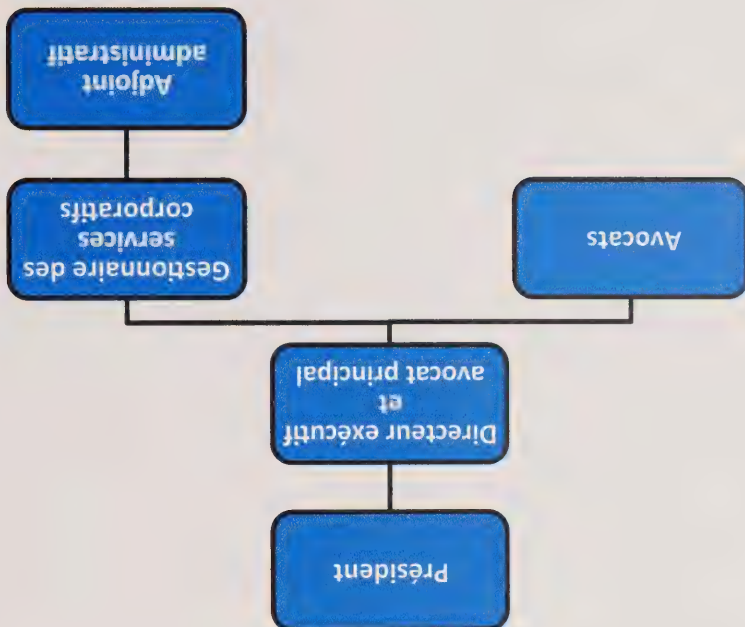 Président
Directeur exécutif
et
avocat principal
Avocats
Gestionnaire des
services
corporatifs
Adjoint
administratif